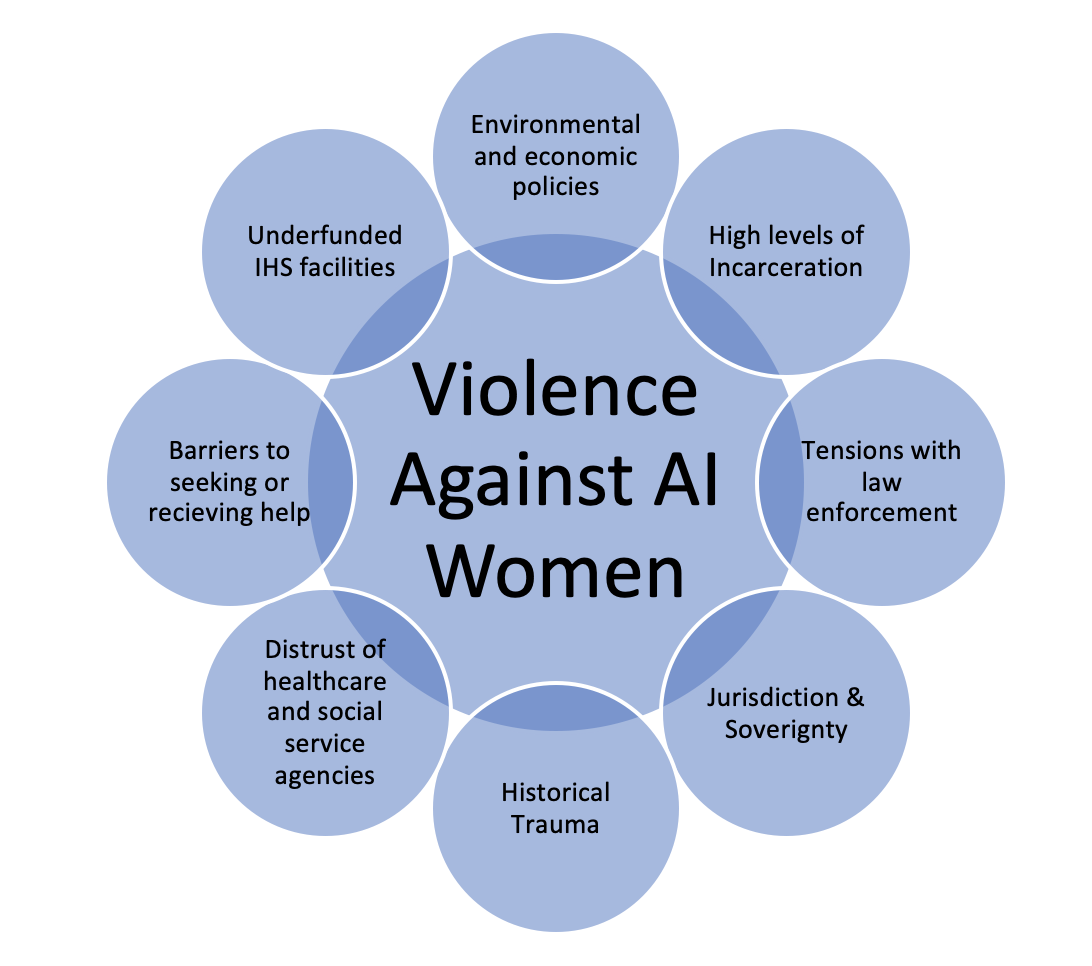 Environmental
and economic
policies
High levels of
Incarceration
Tensions with
law
enforcement
Jurisdiction &
Soverignty
Historical
Trauma
Distrust of
healthcare
and social
service
agencies
Barriers to
seeking or
recieving help
Underfunded
IHS facilities
Violence
Against AI
Women